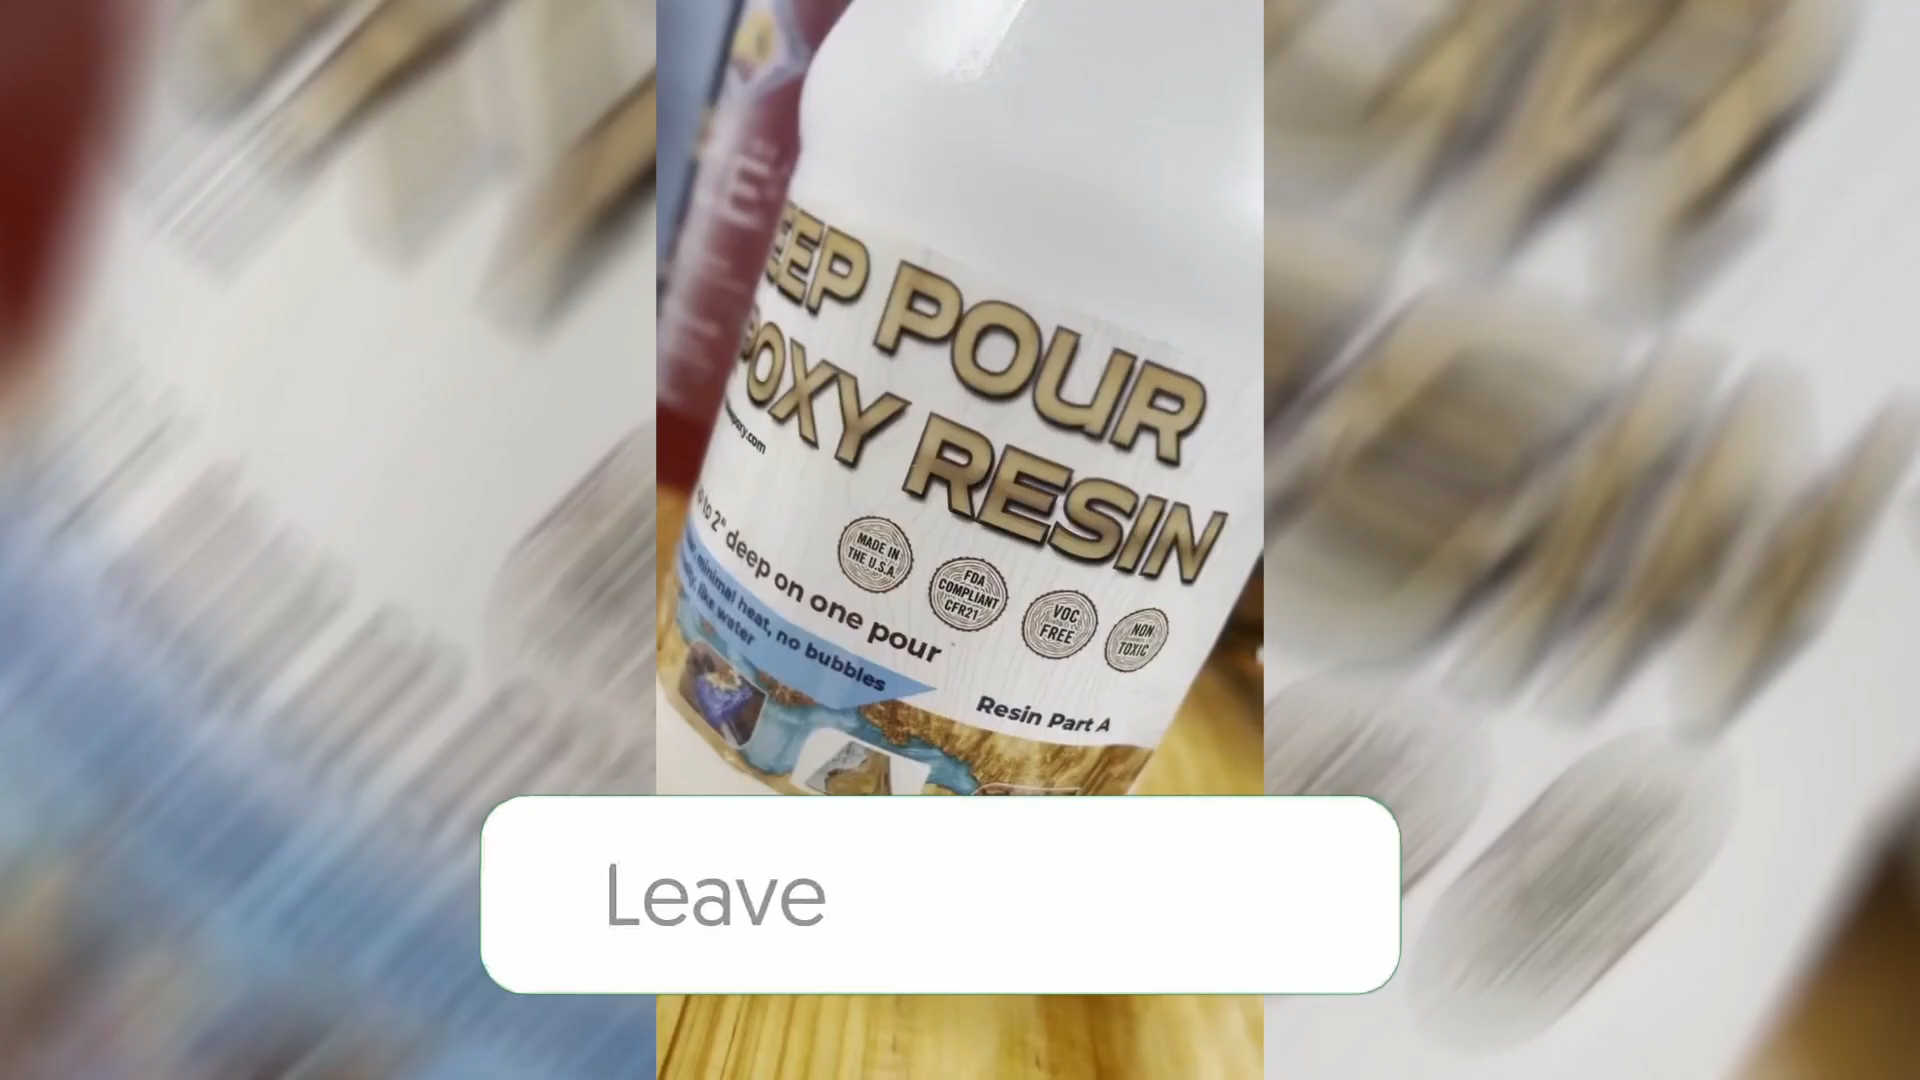 EEP POUR
POXY RESIN
to 2" deep on one pour
minimal heat, no bubbles
like water
MADE IN
THE U.S.A.
FDA
COMPLIANT
CFR21
VOC
FREE
NON
TOXIC
Resin Part A
Leave